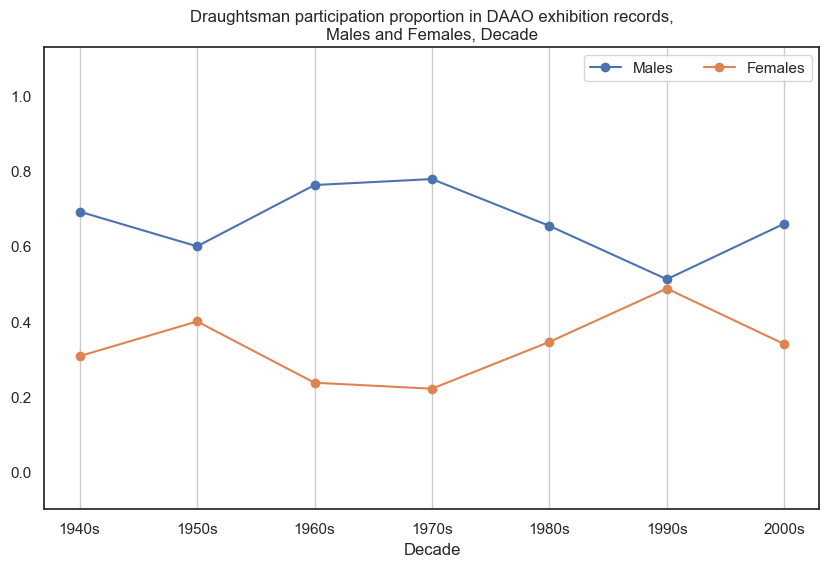 Draughtsman participation proportion in DAAO exhibition records,
Males and Females, Decade
Males
Females
1.0
0.8
0.6
0.4
0.2
0.0
1940s
1950s
1960s
1970s
1980s
1990s
2000s
Decade